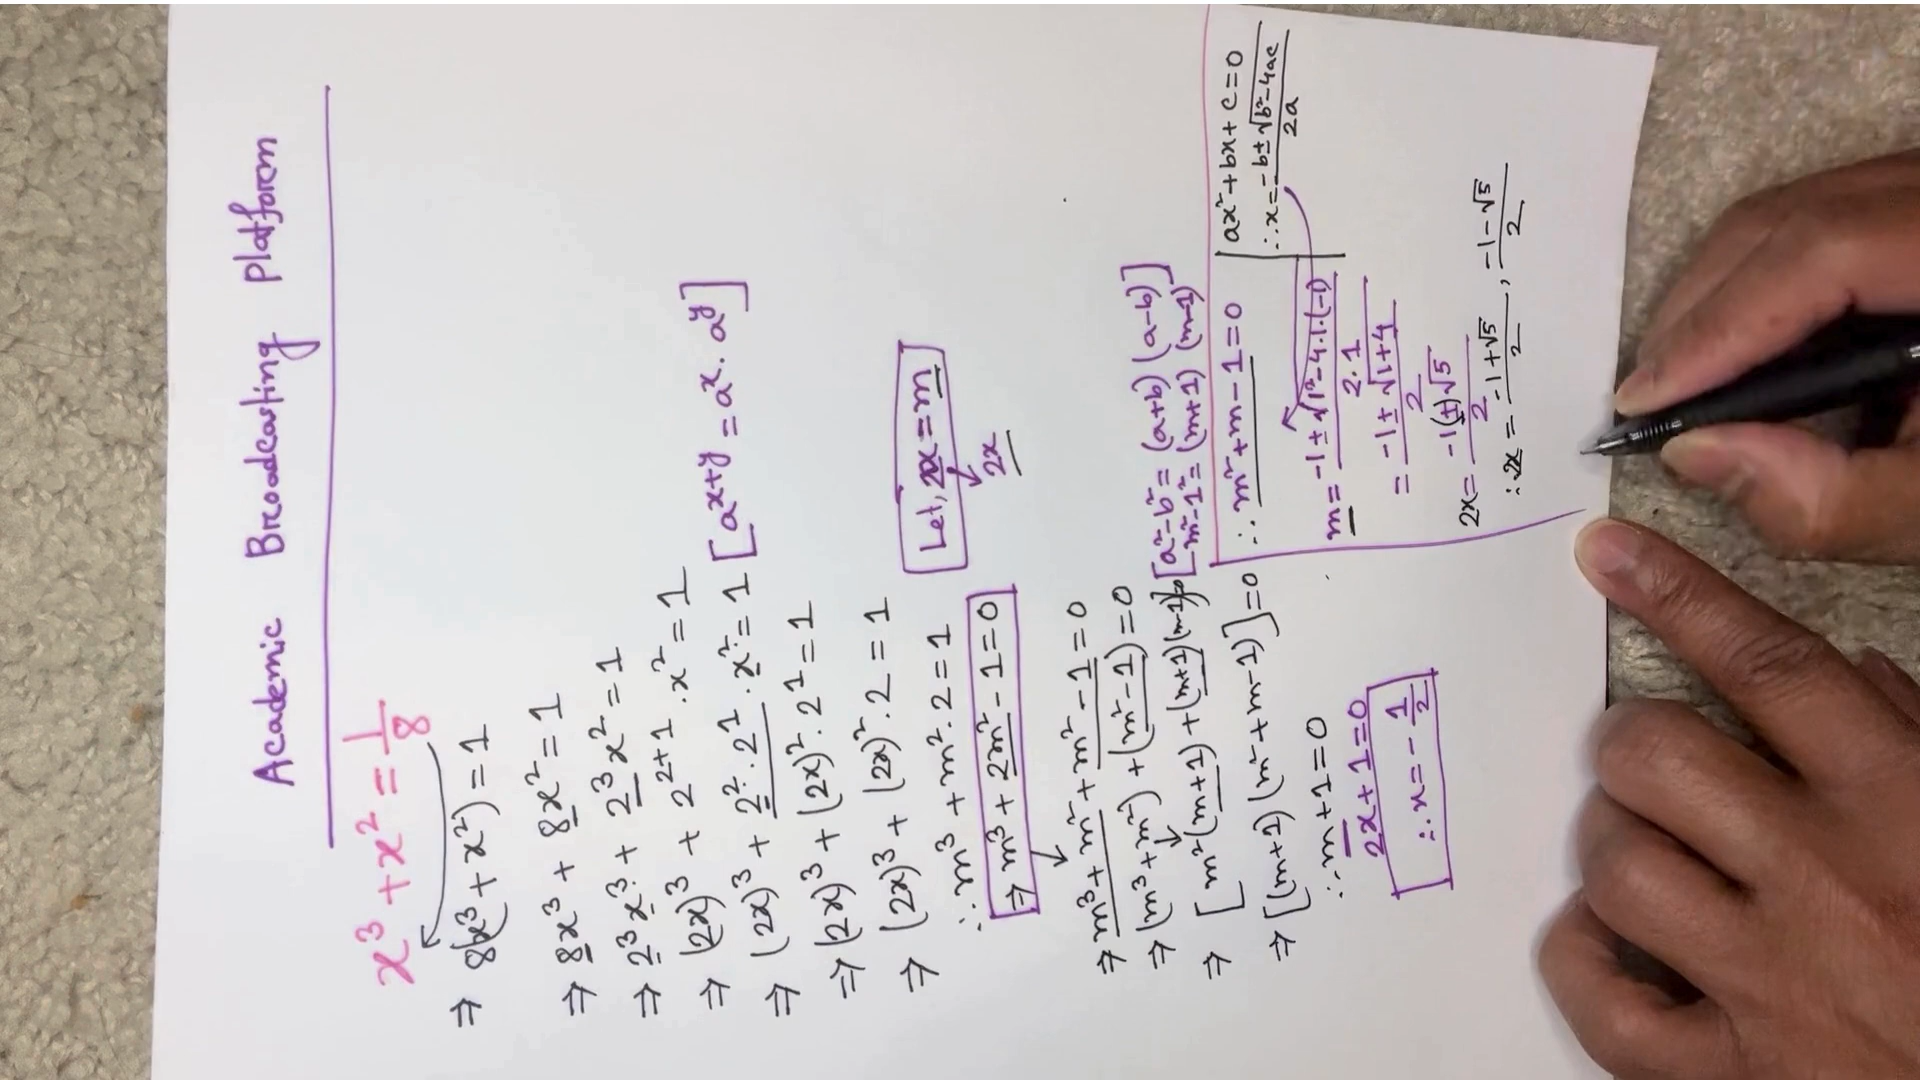 Academic Broadcasting Platform
x³ + x² = 1/8
⇒ 8(x³ + x²) = 1
⇒ 8x³ + 8x² = 1
⇒ 2³x³ + 2³x² = 1
⇒ (2x)³ + 2²⁺¹ . x² = 1
⇒ (2x)³ + 2² . 2¹ . x² = 1 [aˣ⁺ʸ = aˣ . aʸ]
⇒ (2x)³ + (2x)² . 2¹ = 1
⇒ (2x)³ + (2x)² . 2 = 1
∴ m³ + m² . 2 = 1
Let, 2x = m
2x
⇒ m³ + 2m² - 1 = 0
⇒ m³ + m² + m² - 1 = 0
⇒ (m³ + m²) + (m² - 1) = 0
[a² - b² = (a+b) (a-b)]
m² - 1² = (m+1) (m-1)
⇒ [m² (m+1) + (m+1) (m-1)] = 0
⇒ [(m+1) (m² + m - 1)] = 0
∴ m + 1 = 0
2x + 1 = 0
∴ x = - 1/2
∴ m² + m - 1 = 0
ax² + bx + c = 0
∴ x = -b ± √b² - 4ac / 2a
m = -1 ± √1² - 4.1.(-1) / 2.1
= -1 ± √1+4 / 2
2x = -1 (±) √5 / 2
∴ 2x = -1 + √5 / 2 , -1 - √5 / 2